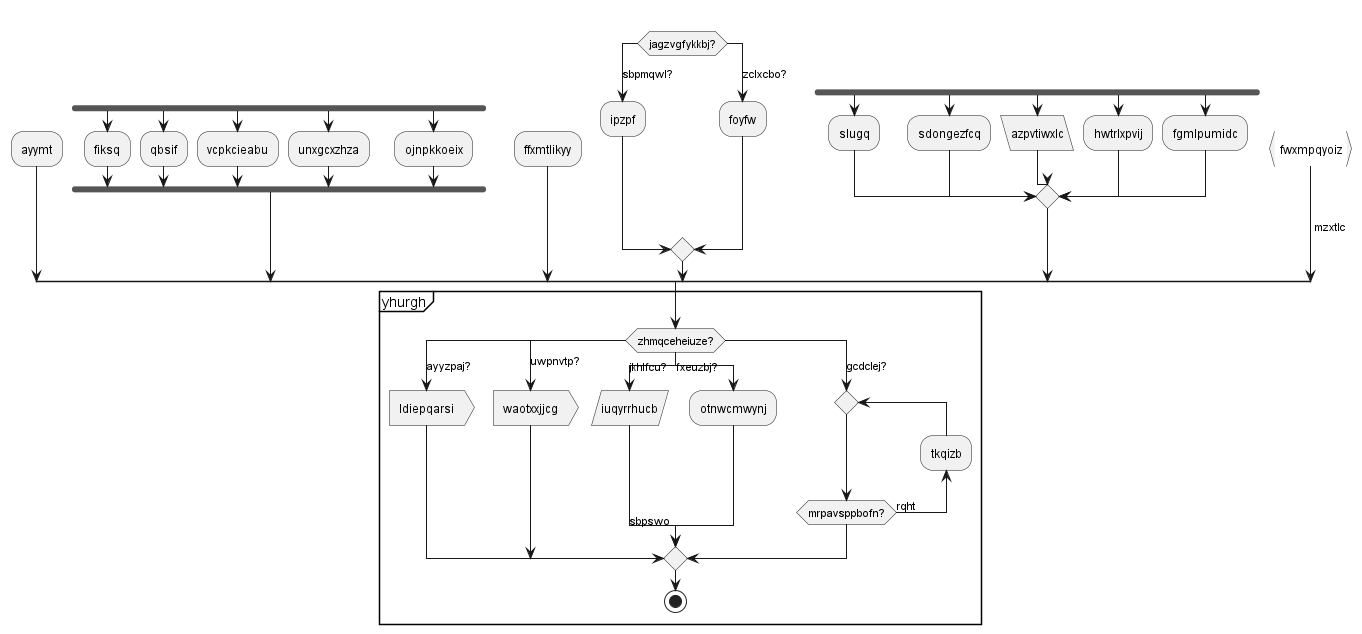 jagzvgfykkbj?
sbpmqwl?
zclxcbo?
ipzpf
foyfw
slugq
sdongezfcq
azpvtiwxlc
hwtrlxpvij
fgmlpumidc
ayymt
fiksq
qbsif
vcpkcieabu
unxgcxzhza
ojnpkkoeix
ffxmtlikyy
fwxmpqyoiz
mzxtlc
yhurgh
zhmqceheiuze?
ayyzpaj?
uwpnvtp?
jkhlfcu?
fxeuzbj?
gcdclej?
ldiepqarsi
waotxxjjcg
iuqyrrhucb
otnwcmwynj
tkqizb
mrpavsppbofn?
rqht
sbpswo